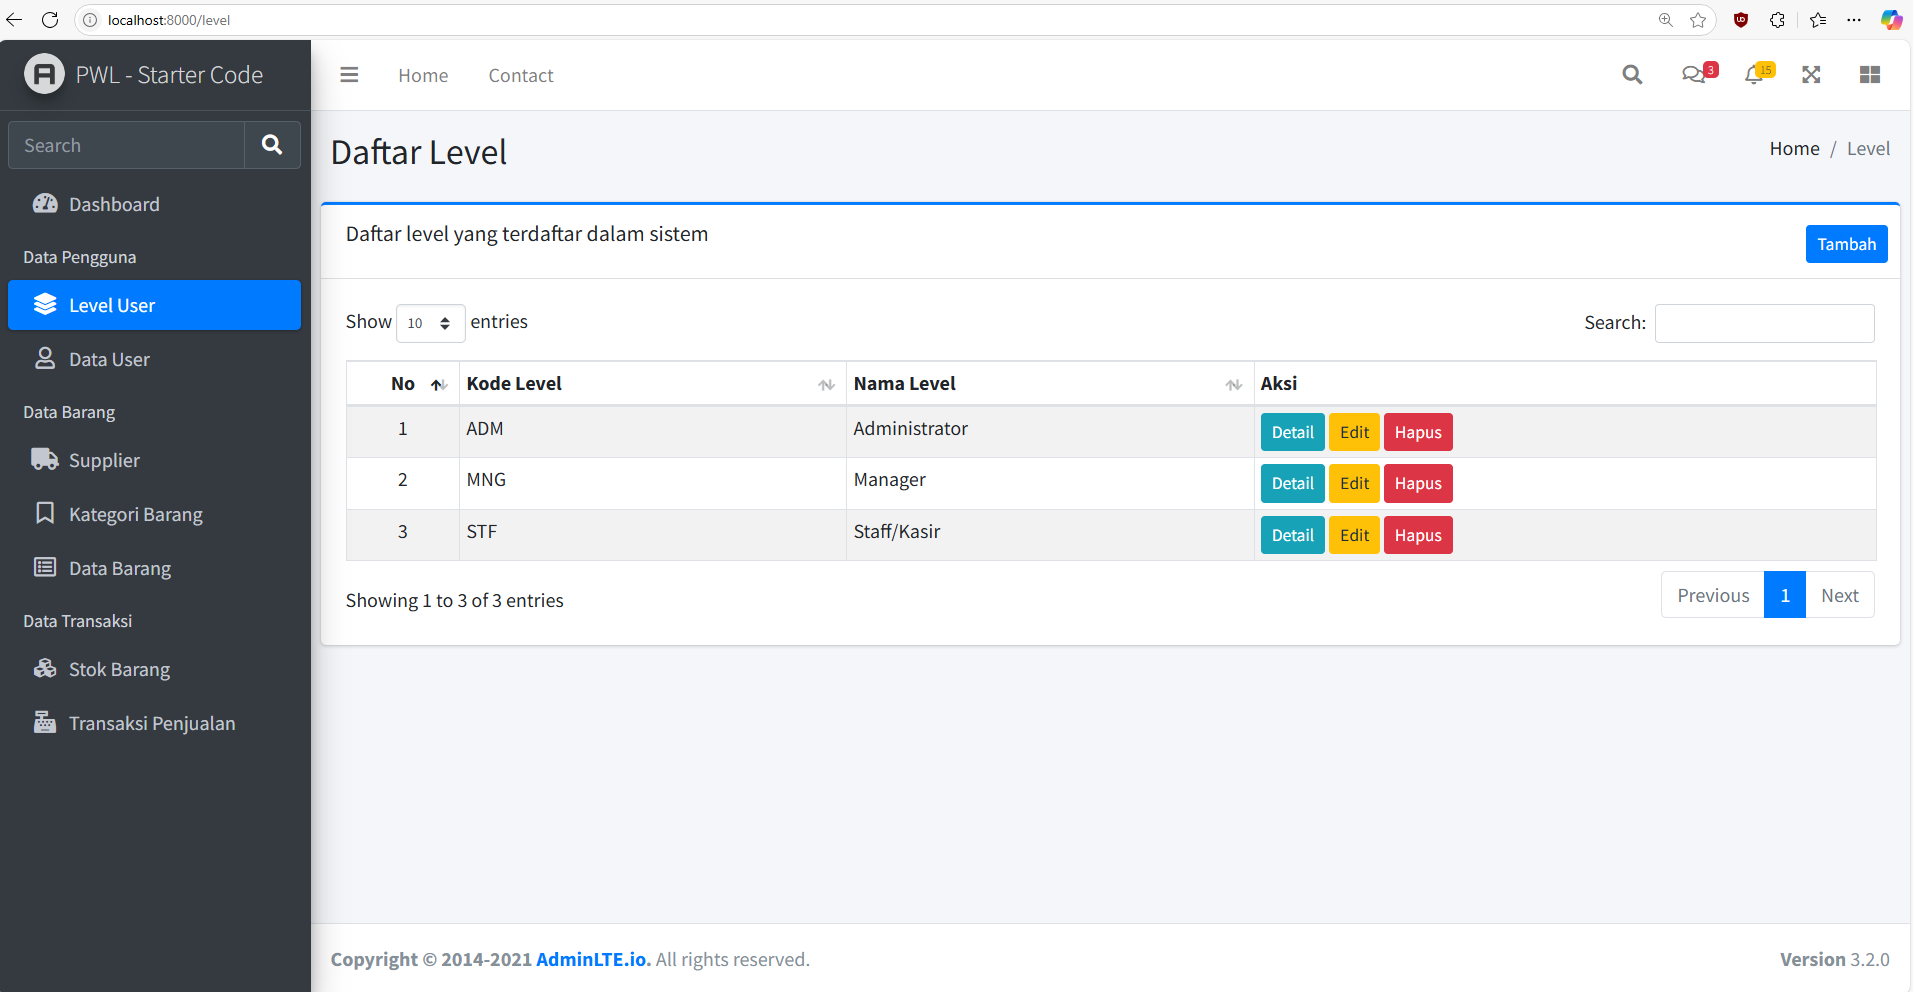 localhost:8000/level
PWL - Starter Code
Home Contact
3
15
Search
Dashboard
Data Pengguna
Level User
Data User
Data Barang
Supplier
Kategori Barang
Data Barang
Data Transaksi
Stok Barang
Transaksi Penjualan
Daftar Level
Home / Level
Daftar level yang terdaftar dalam sistem
Tambah
Show 10 entries
Search:
No Kode Level Nama Level Aksi
1 ADM Administrator Detail Edit Hapus
2 MNG Manager Detail Edit Hapus
3 STF Staff/Kasir Detail Edit Hapus
Showing 1 to 3 of 3 entries
Previous 1 Next
Copyright © 2014-2021 AdminLTE.io. All rights reserved.
Version 3.2.0